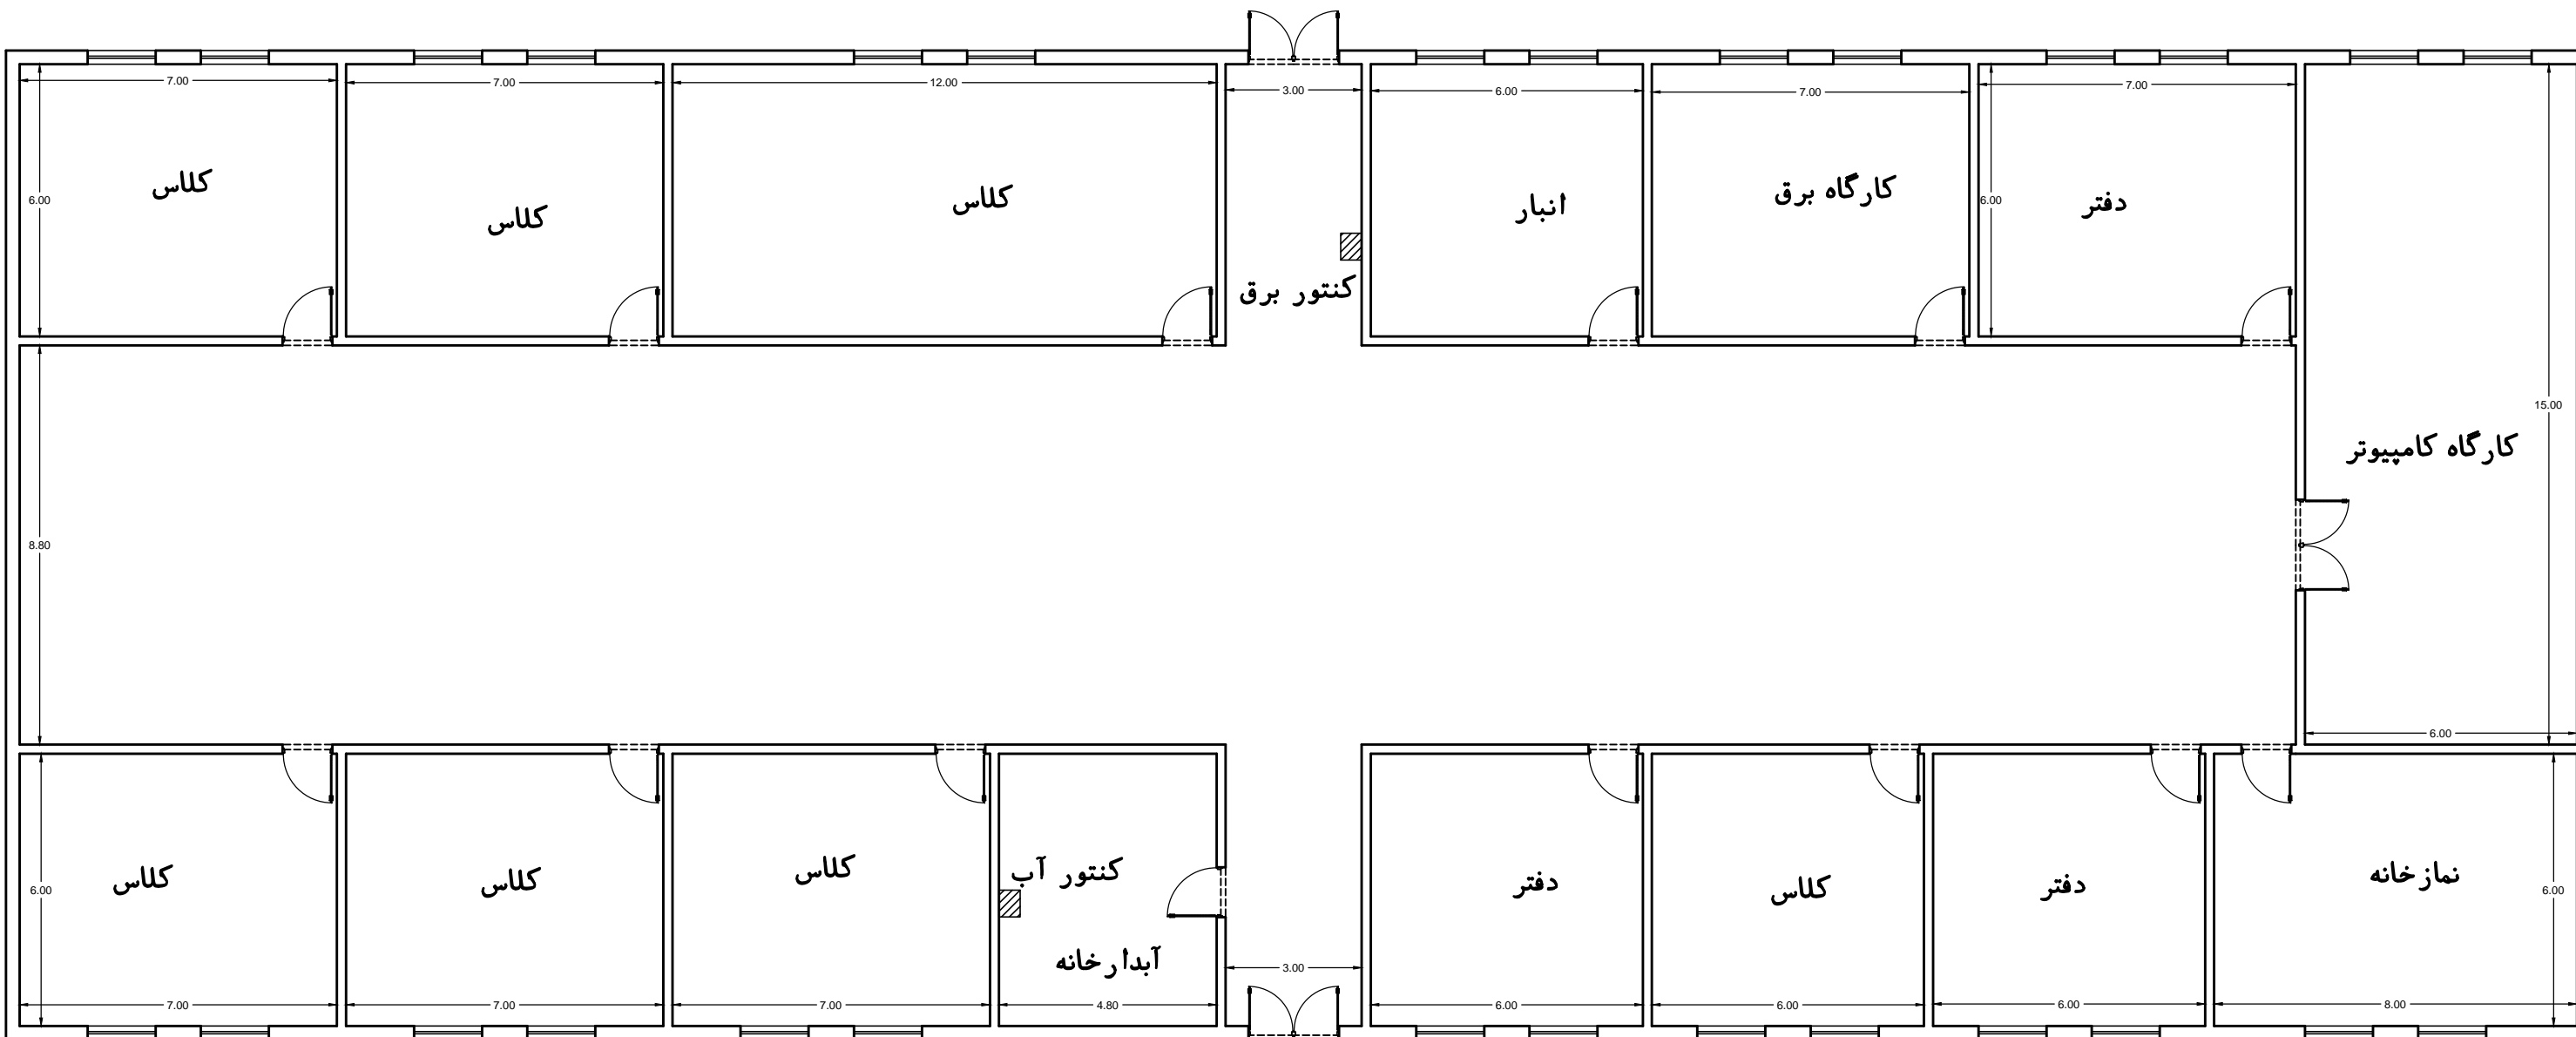 7.00
7.00
12.00
3.00
6.00
7.00
7.00
6.00
کلاس
کلاس
کلاس
کنتور برق
انبار
کارگاه برق
6.00
دفتر
15.00
کارگاه کامپیوتر
8.80
6.00
6.00
کلاس
کلاس
کلاس
کنتور آب
آبدارخانه
دفتر
کلاس
دفتر
نمازخانه
6.00
3.00
7.00
7.00
7.00
4.80
6.00
6.00
6.00
8.00